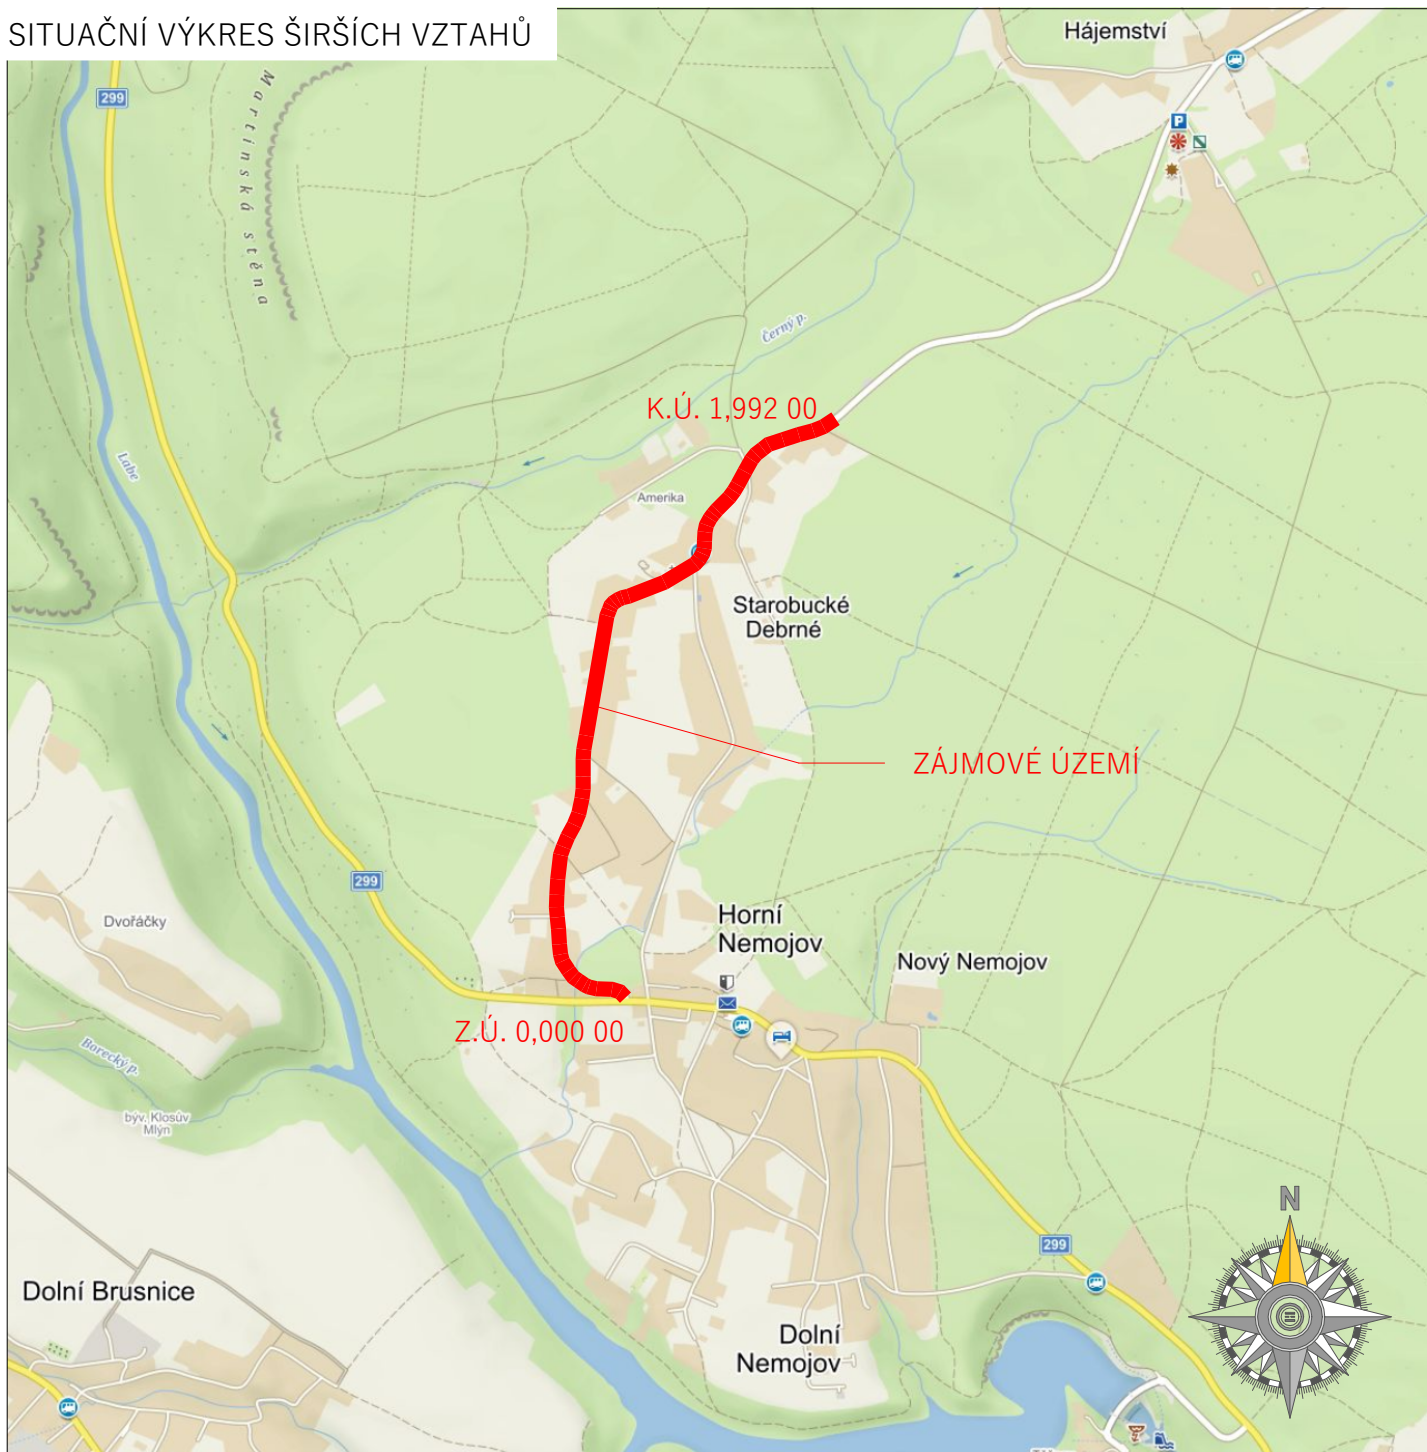 SITUAČNÍ VÝKRES ŠIRŠÍCH VZTAHŮ
Hájemství
299
P
Martinská stěna
Černý p.
K.Ú. 1,992 00
Labe
Amerika
Starobucké
Debrné
ZÁJMOVÉ ÚZEMÍ
299
Dvořáčky
Horní
Nemojov
Nový Nemojov
Z.Ú. 0,000 00
Barecký p.
býv. Klosův
Mlýn
N
299
Dolní Brusnice
Dolní
Nemojov